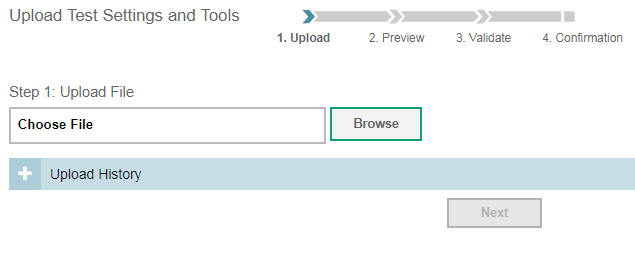 Upload Test Settings and Tools
1. Upload 2. Preview 3. Validate 4. Confirmation
Step 1: Upload File
Choose File Browse
+ Upload History
Next